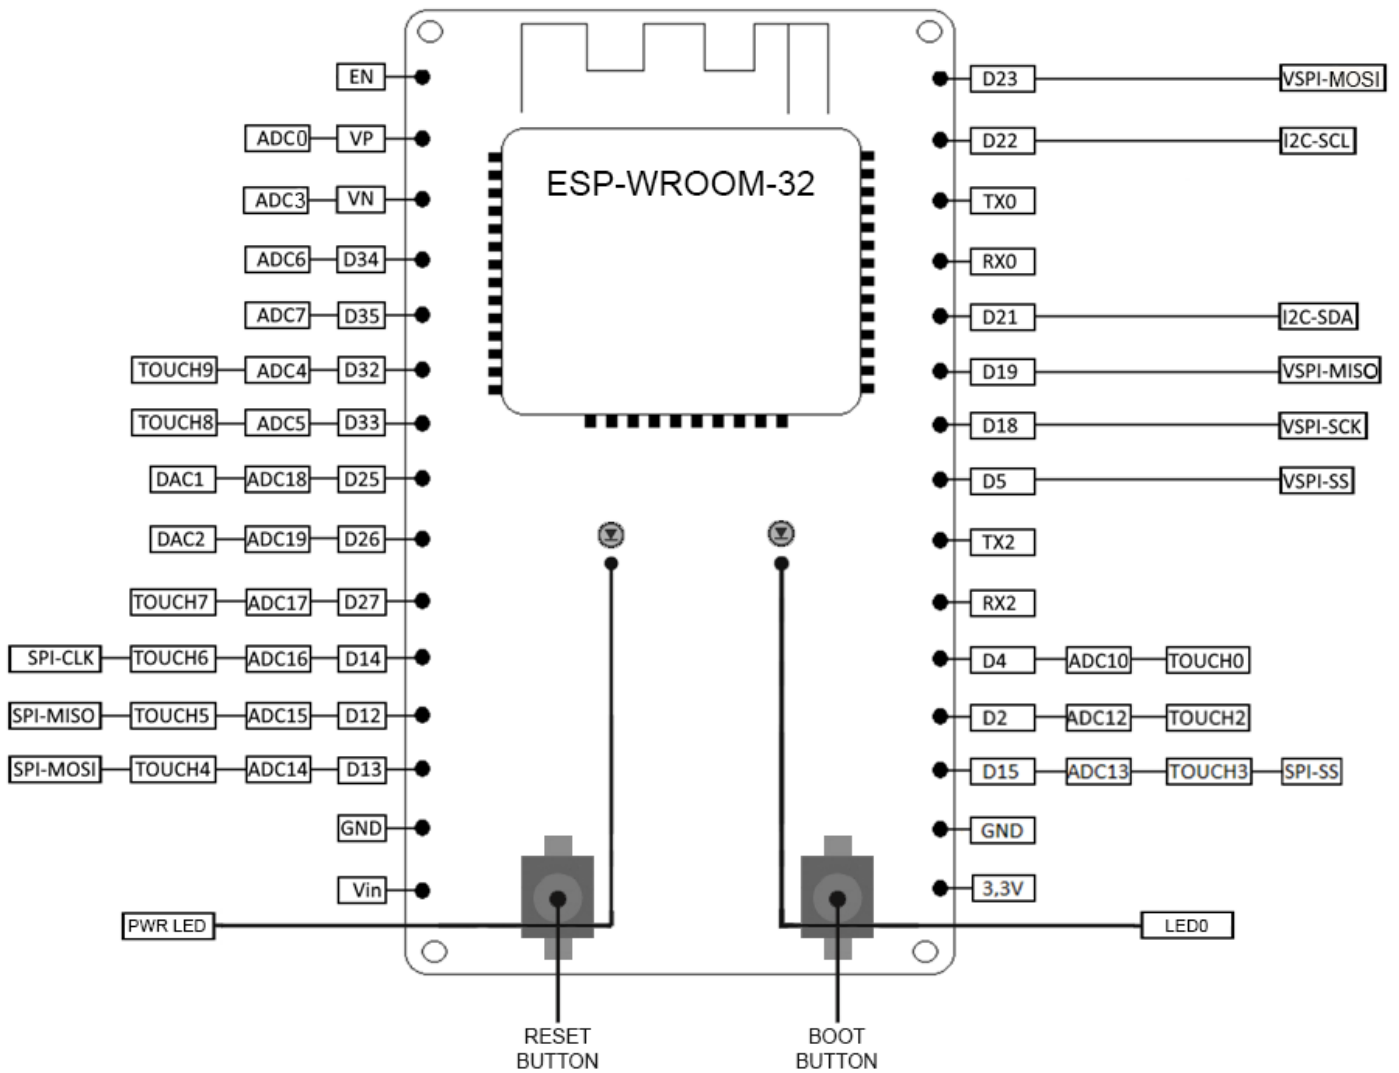 EN
D23 VSPI-MOSI
ADC0 VP
D22 I2C-SCL
ESP-WROOM-32
ADC3 VN
TX0
ADC6 D34
RX0
ADC7 D35
D21 I2C-SDA
TOUCH9 ADC4 D32
D19 VSPI-MISO
TOUCH8 ADC5 D33
D18 VSPI-SCK
DAC1 ADC18 D25
D5 VSPI-SS
DAC2 ADC19 D26
TX2
TOUCH7 ADC17 D27
RX2
SPI-CLK TOUCH6 ADC16 D14
D4 ADC10 TOUCH0
SPI-MISO TOUCH5 ADC15 D12
D2 ADC12 TOUCH2
SPI-MOSI TOUCH4 ADC14 D13
D15 ADC13 TOUCH3 SPI-SS
GND
GND
Vin
3,3V
PWR LED
LED0
RESET
BUTTON
BOOT
BUTTON